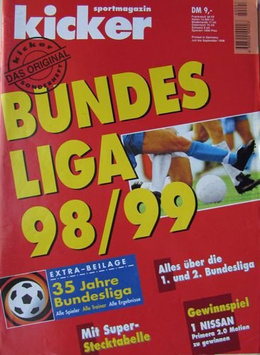 sportmagazin
kicker
DM 9,-
kicker
DAS ORIGINAL
SONDERHEFT
BUNDES
LIGA
98/99
EXTRA-BEILAGE
35 Jahre
Bundesliga
Alle Spieler Alle Trainer Alle Ergebnisse
Alles über die
1. und 2. Bundesliga
Mit Super-
Stecktabelle
Gewinnspiel
1 NISSAN
Primera 2.0 Motion
zu gewinnen